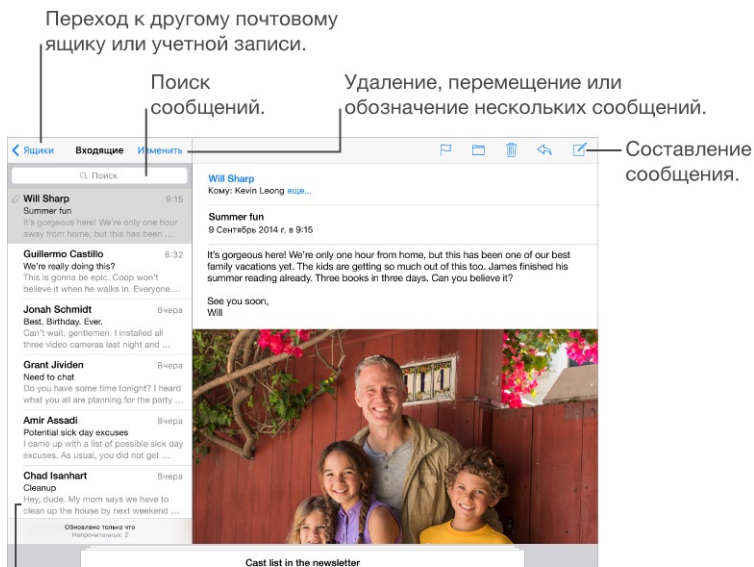 Переход к другому почтовому
ящику или учетной записи.
Поиск
сообщений.
Удаление, перемещение или
обозначение нескольких сообщений.
Составление
сообщения.
Ящики Входящие Изменить
Поиск
Will Sharp 9:15
Summer fun
It's gorgeous here! We're only one hour
away from home, but this has been ...
Guillermo Castillo 8:32
We're really doing this?
This is gonna be epic. Coop won't
believe it when he walks in. Everyone ...
Jonah Schmidt Вчера
Best. Birthday. Ever.
Can't wait, gentlemen. I installed all
three video cameras last night and ...
Grant Jividen Вчера
Need to chat
Do you have some time tonight? I heard
what you all are planning for the party ...
Amir Assadi Вчера
Potential sick day excuses
I came up with a list of possible sick day
excuses. As usual, you did not get ...
Chad Isanhart Вчера
Cleanup
Hey, dude. My mom says we have to
clean up the house by next weekend ...
Обновлено только что
Непрочитанных: 2
Will Sharp
Кому: Kevin Leong еще...
Summer fun
9 Сентябрь 2014 г. в 9:15
It's gorgeous here! We're only one hour from home, but this has been one of our best
family vacations yet. The kids are getting so much out of this too. James finished his
summer reading already. Three books in three days. Can you believe it?
See you soon,
Will
Cast list in the newsletter